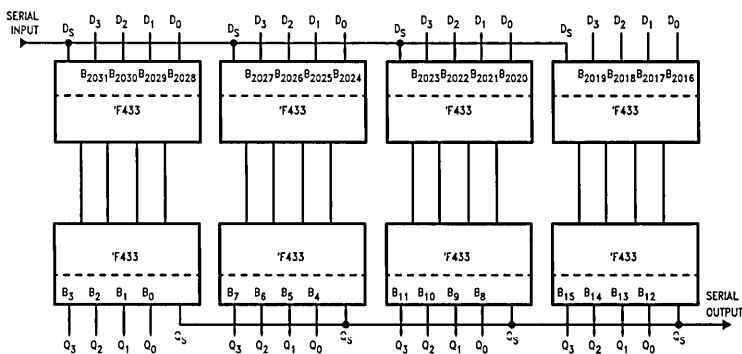 SERIAL
INPUT
DS D3 D2 D1 D0 DS D3 D2 D1 D0 DS D3 D2 D1 D0 DS D3 D2 D1 D0
B2031 B2030 B2029 B2028 B2027 B2026 B2025 B2024 B2023 B2022 B2021 B2020 B2019 B2018 B2017 B2016
'F433 'F433 'F433 'F433
'F433 'F433 'F433 'F433
B3 B2 B1 B0 B7 B6 B5 B4 B11 B10 B9 B8 B15 B14 B13 B12
SERIAL
OUTPUT
Q3 Q2 Q1 Q0 QS Q3 Q2 Q1 Q0 QS Q3 Q2 Q1 Q0 QS Q3 Q2 Q1 Q0 QS